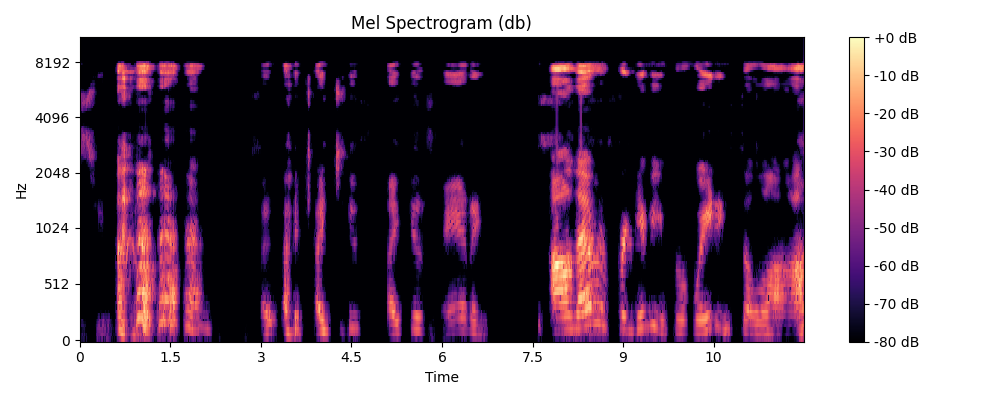 Mel Spectrogram (db)
8192
4096
2048
1024
512
0
Hz
0 1.5 3 4.5 6 7.5 9 10
Time
+0 dB
-10 dB
-20 dB
-30 dB
-40 dB
-50 dB
-60 dB
-70 dB
-80 dB